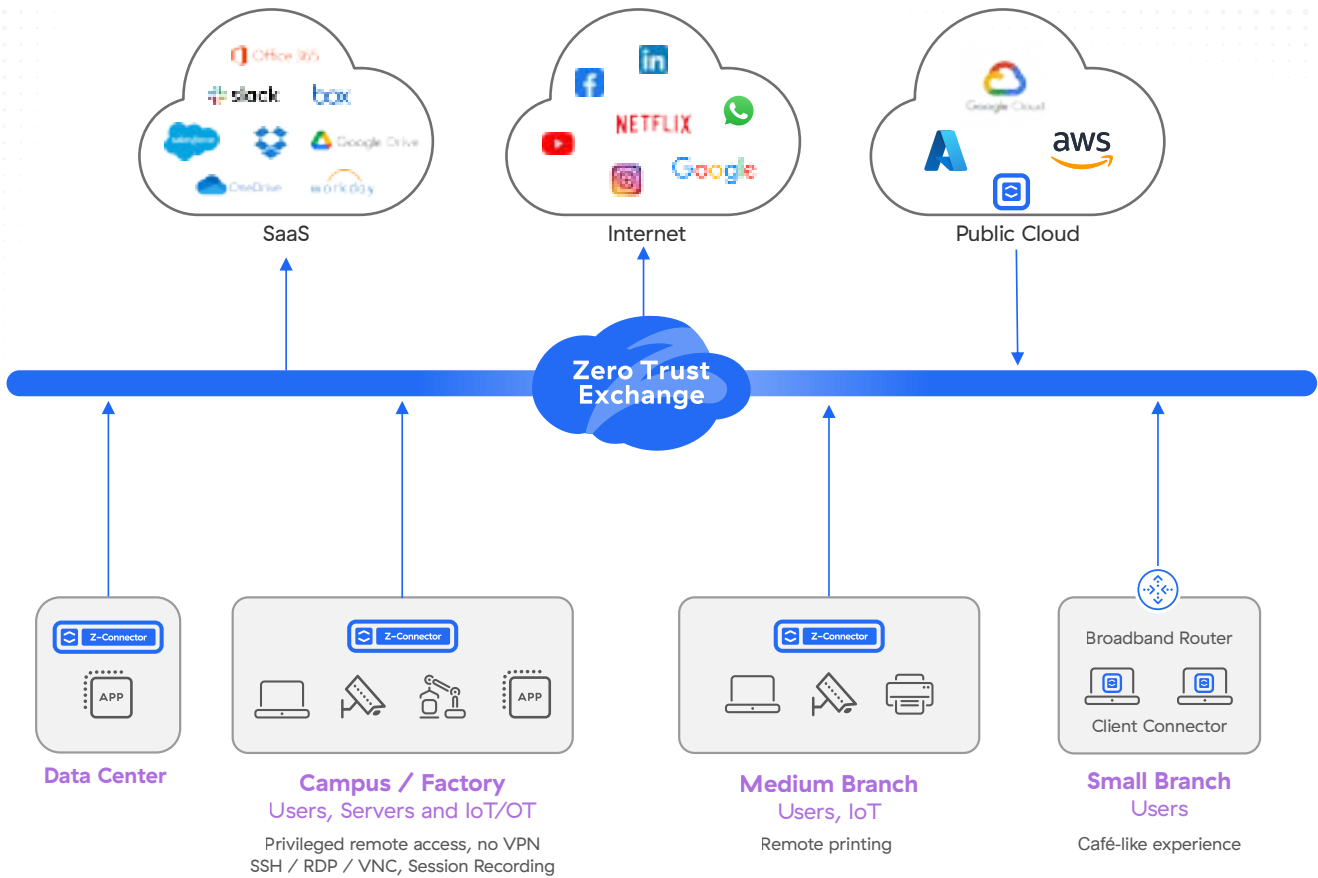 Office 365
slack
box
salesforce
Google Drive
OneDrive
workday
SaaS
in
NETFLIX
Google
Internet
Google Cloud
aws
Public Cloud
Zero Trust
Exchange
Z-Connector
APP
Data Center
Z-Connector
APP
Campus / Factory
Users, Servers and IoT/OT
Privileged remote access, no VPN
SSH / RDP / VNC, Session Recording
Z-Connector
Medium Branch
Users, IoT
Remote printing
Broadband Router
Client Connector
Small Branch
Users
Café-like experience